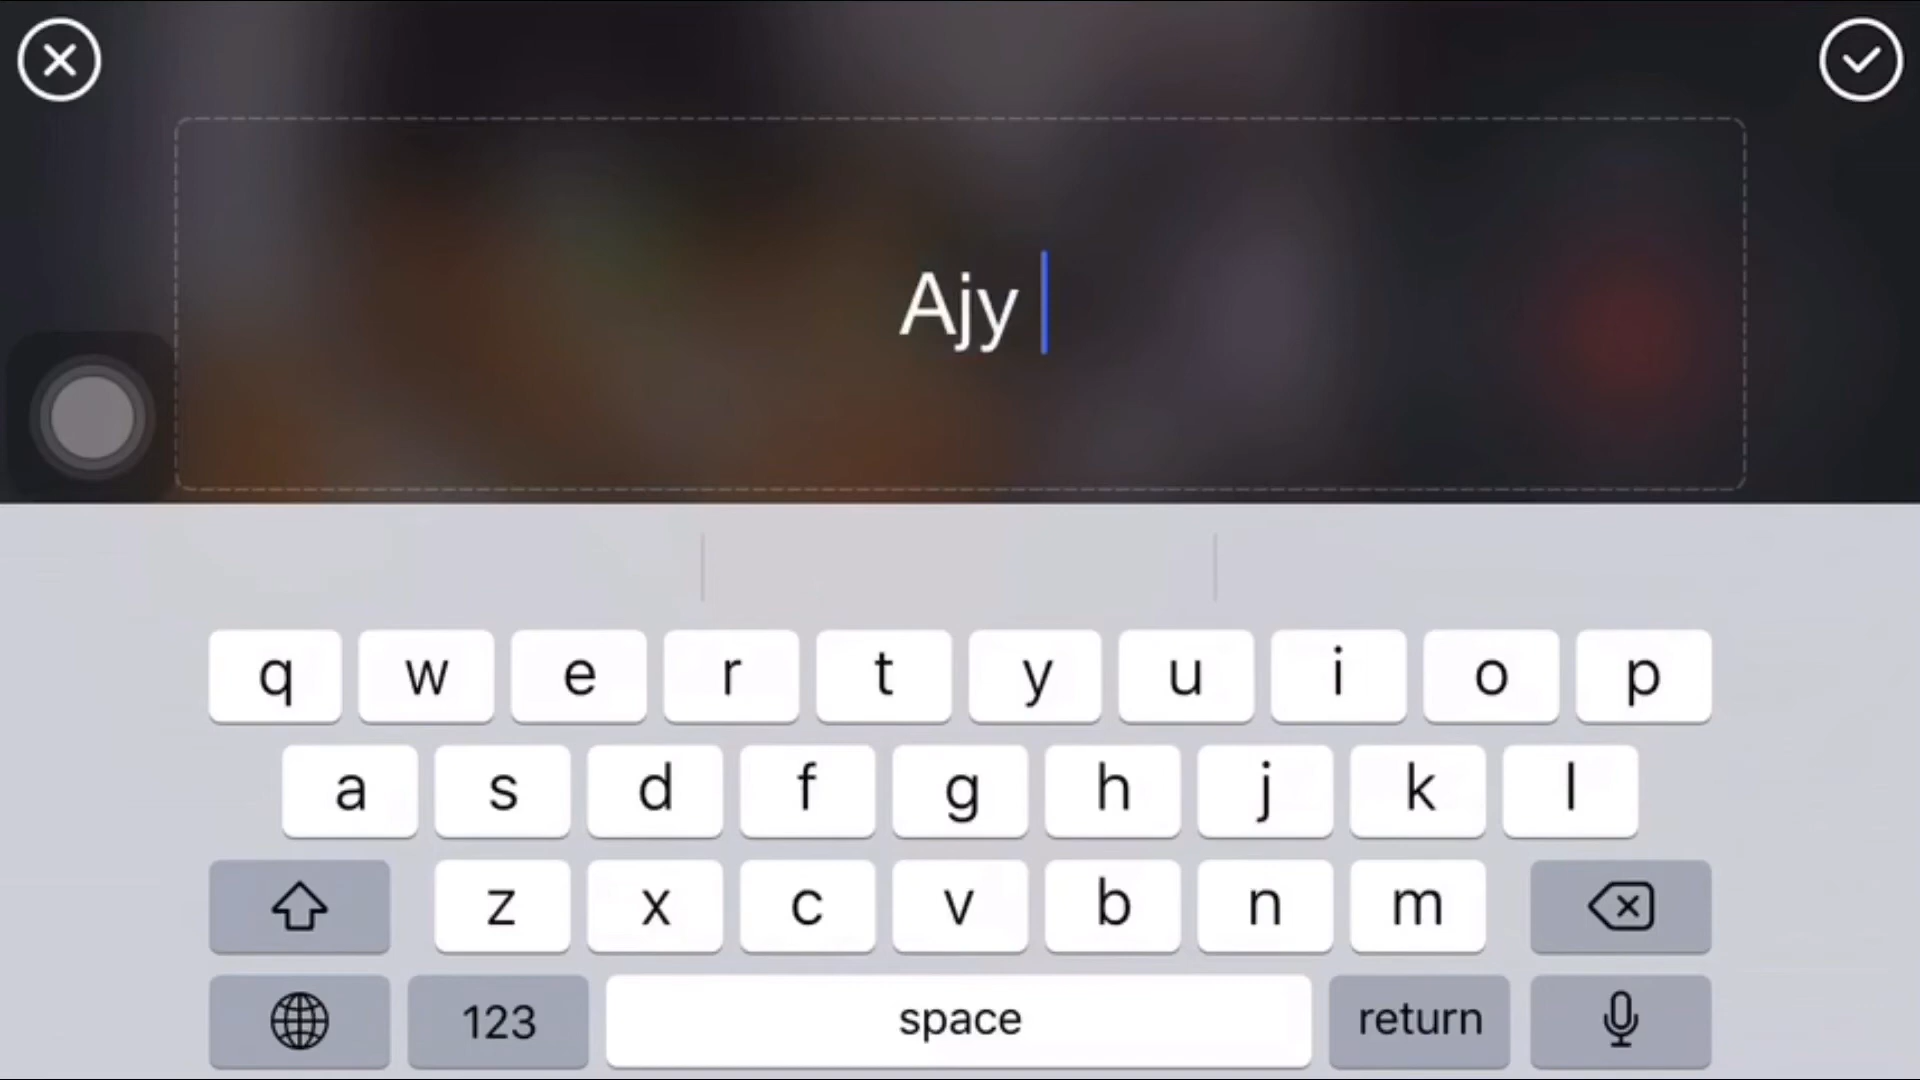 Ajy
q w e r t y u i o p
a s d f g h j k l
z x c v b n m
123 space return